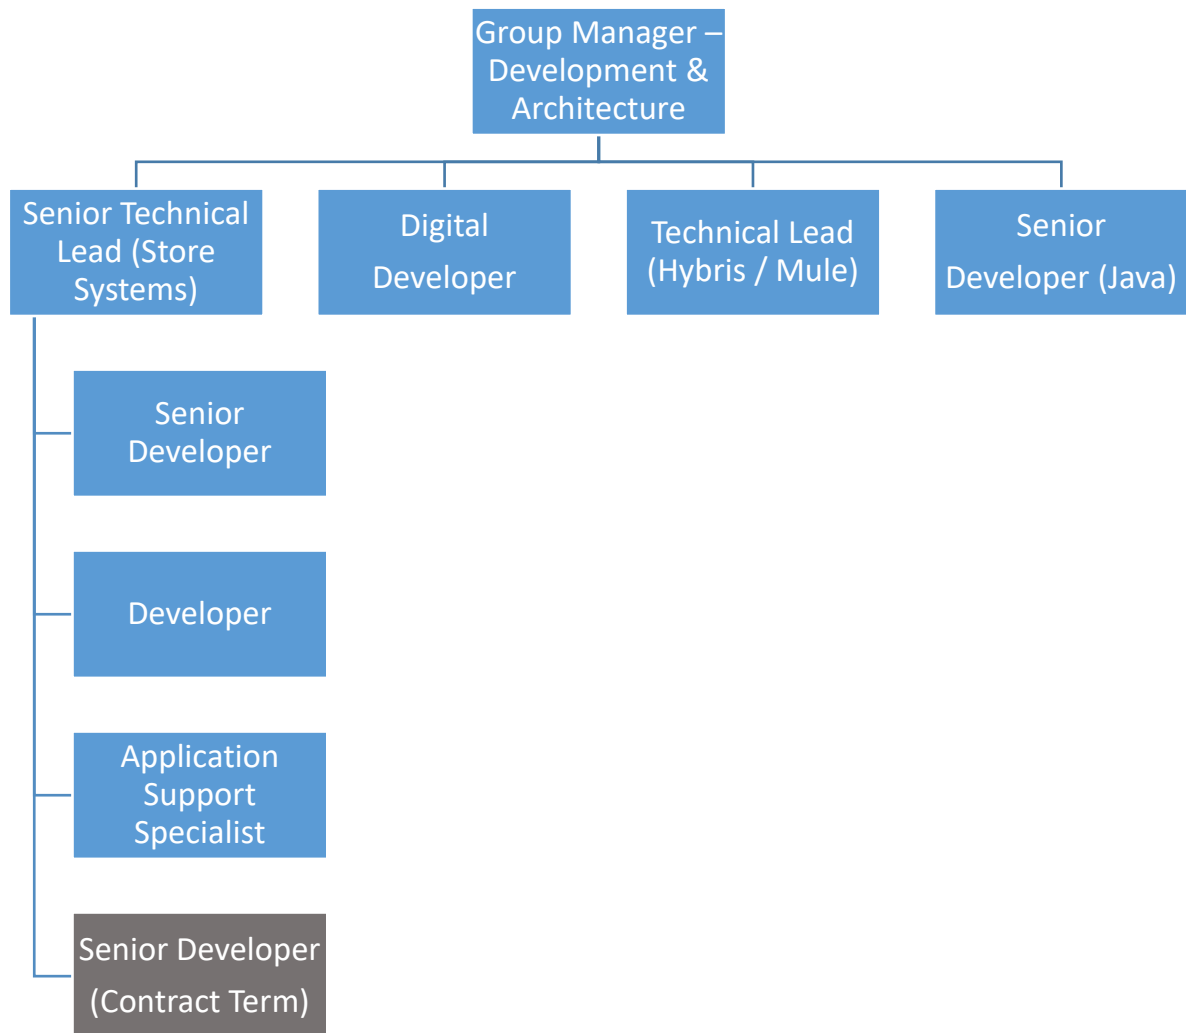 Group Manager –
Development &
Architecture
Senior Technical
Lead (Store
Systems)
Digital
Developer
Technical Lead
(Hybris / Mule)
Senior
Developer (Java)
Senior
Developer
Developer
Application
Support
Specialist
Senior Developer
(Contract Term)